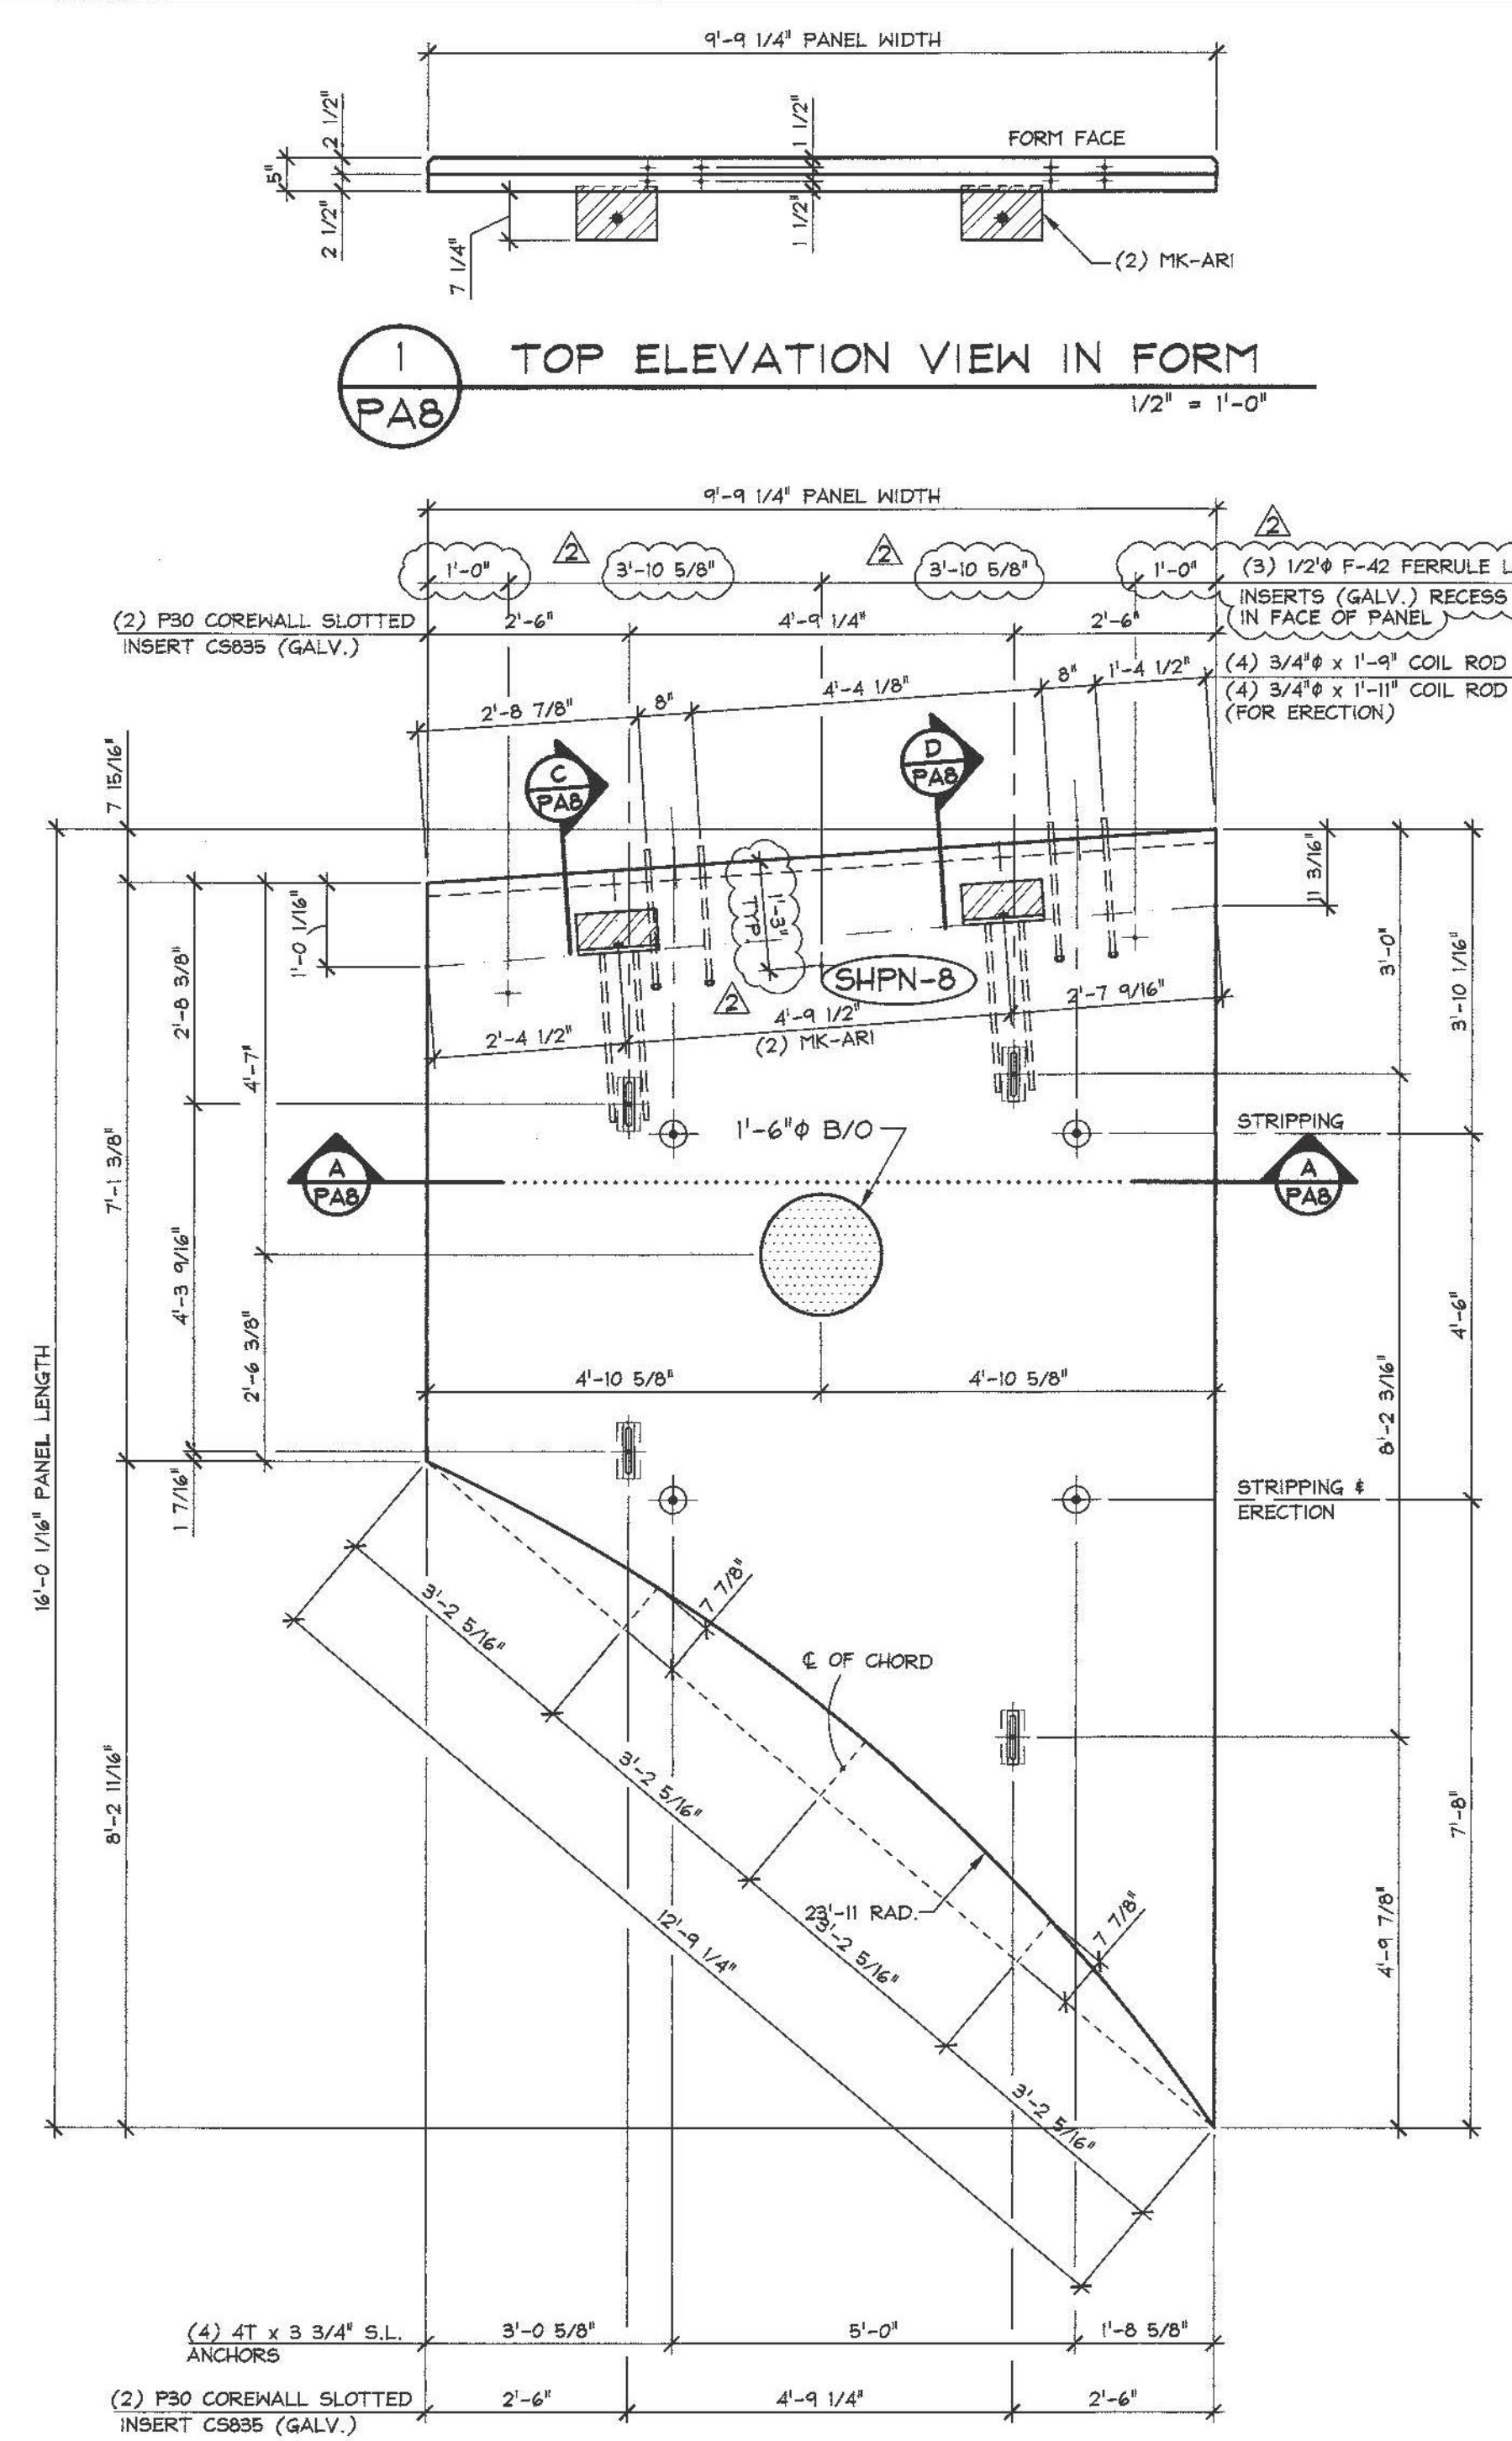 9'-9 1/4" PANEL WIDTH
2 1/2"
1 1/2"
FORM FACE
5"
2 1/2"
7 1/4"
1 1/2"
(2) MK-AR1
1
PA8
TOP ELEVATION VIEW IN FORM
1/2" = 1'-0"
9'-9 1/4" PANEL WIDTH
2
2
2
1'-0"
3'-10 5/8"
3'-10 5/8"
1'-0"
(3) 1/2'ϕ F-42 FERRULE L
INSERTS (GALV.) RECESS
IN FACE OF PANEL
(2) P30 COREWALL SLOTTED
INSERT CS835 (GALV.)
2'-6"
4'-9 1/4"
2'-6"
(4) 3/4"ϕ x 1'-9" COIL ROD
(4) 3/4"ϕ x 1'-11" COIL ROD
(FOR ERECTION)
2'-8 7/8"
8"
4'-4 1/8"
8"
1'-4 1/2"
7 15/16"
C
PA8
D
PA8
11 3/16"
1'-0 1/16"
1'-3"
TYP
2'-8 3/8"
3'-0"
3'-10 1/16"
SHPN-8
2
2'-4 1/2"
4'-9 1/2"
2'-7 9/16"
(2) MK-AR1
4'-7"
7'-1 3/8"
1'-6"ϕ B/O
STRIPPING
A
PA8
A
PA8
4'-3 9/16"
2'-6 3/8"
4'-6"
4'-10 5/8"
4'-10 5/8"
8'-2 3/16"
16'-0 1/16" PANEL LENGTH
1 7/16"
STRIPPING &
ERECTION
3'-2 5/16"
7 7/8"
℄ OF CHORD
3'-2 5/16"
8'-2 11/16"
7'-8"
23'-11 RAD.
3'-2 5/16"
7 7/8"
12'-9 1/4"
4'-9 7/8"
3'-2 5/16"
(4) 4T x 3 3/4" S.L.
ANCHORS
3'-0 5/8"
5'-0"
1'-8 5/8"
(2) P30 COREWALL SLOTTED
INSERT CS835 (GALV.)
2'-6"
4'-9 1/4"
2'-6"